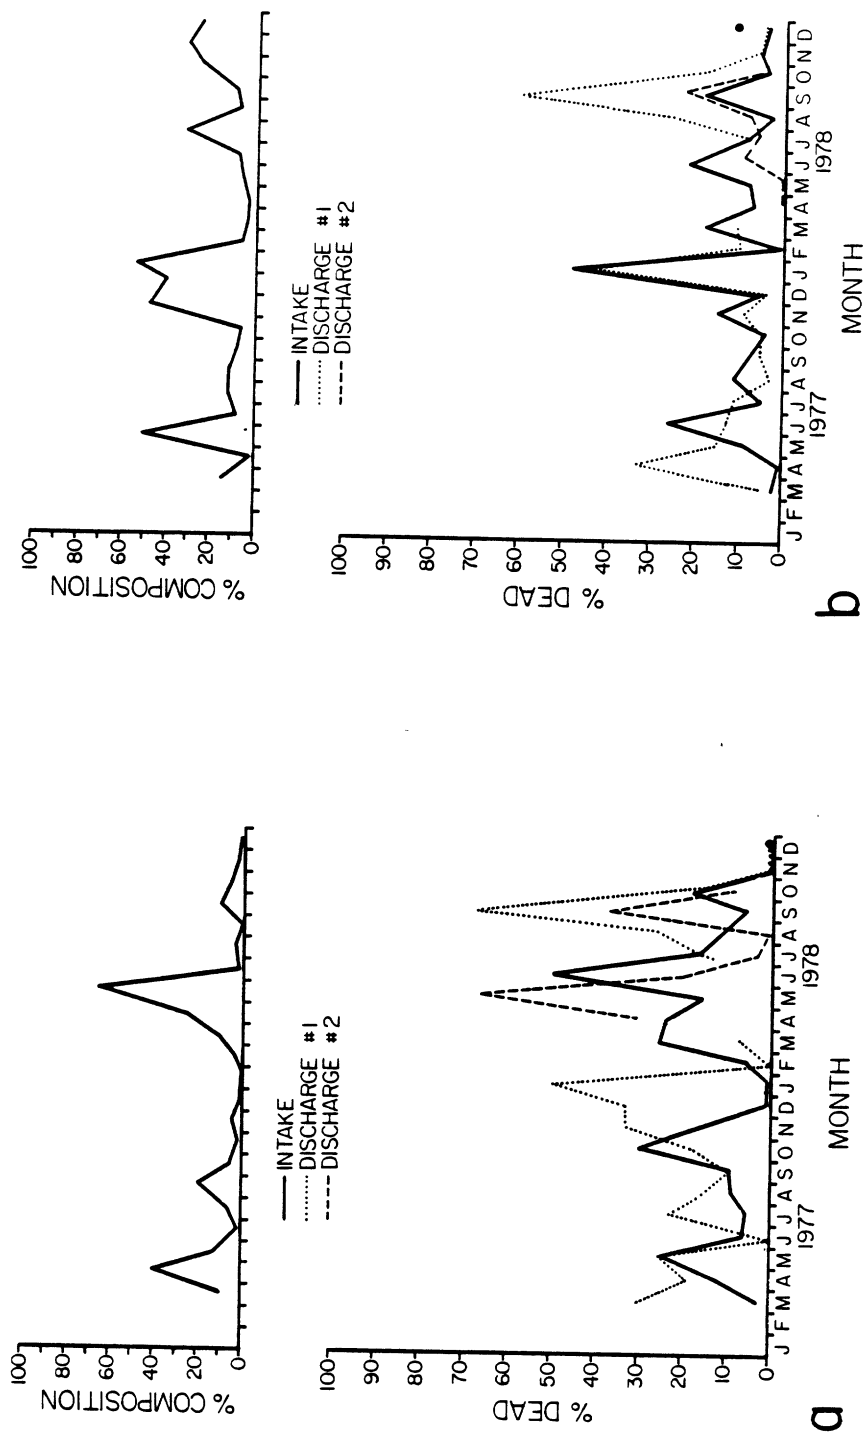 % COMPOSITION
100
80
60
40
20
0
INTAKE
DISCHARGE #1
DISCHARGE #2
% DEAD
100
90
80
70
60
50
40
30
20
10
0
J F M A M J J A S O N D J F M A M J J A S O N D
1977 1978
MONTH
a
% COMPOSITION
100
80
60
40
20
0
INTAKE
DISCHARGE #1
DISCHARGE #2
% DEAD
100
90
80
70
60
50
40
30
20
10
0
J F M A M J J A S O N D J F M A M J J A S O N D
1977 1978
MONTH
b